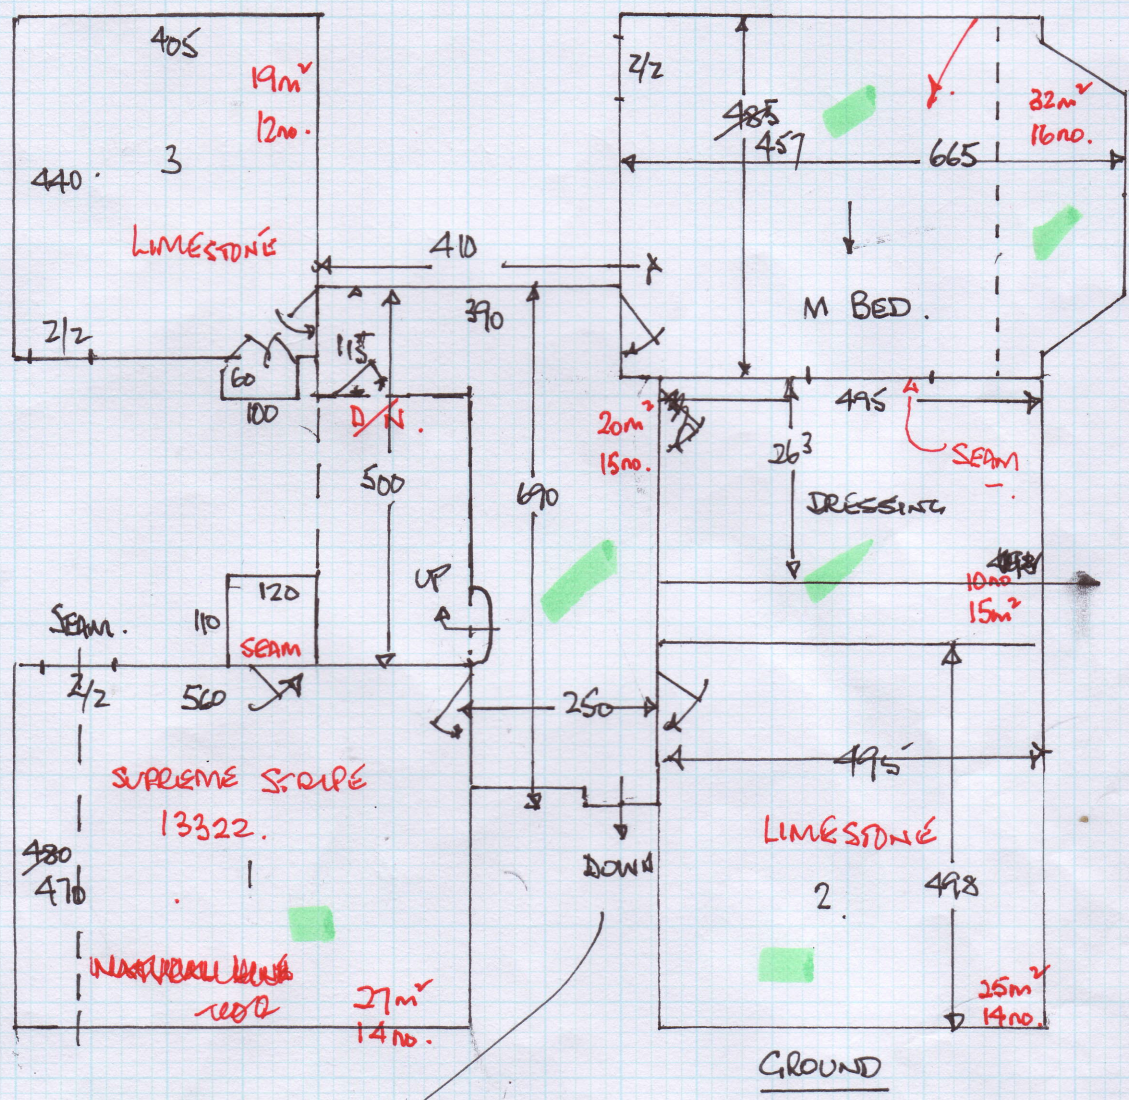 405
19m²
12no.
3
440.
LIMESTONE
2/2
60
100
410
390
115
D/N.
500
690
2/2
485
457
665
32m²
16no.
M BED.
20m²
15no.
495
SEAM
26³
DRESSING
10no
15m²
UP
120
110
SEAM
SEAM.
2/2
560
250
SUPREME STRIPE
13322.
480
470
27m²
14no.
495
LIMESTONE
2.
498
DOWN
25m²
14no.
GROUND